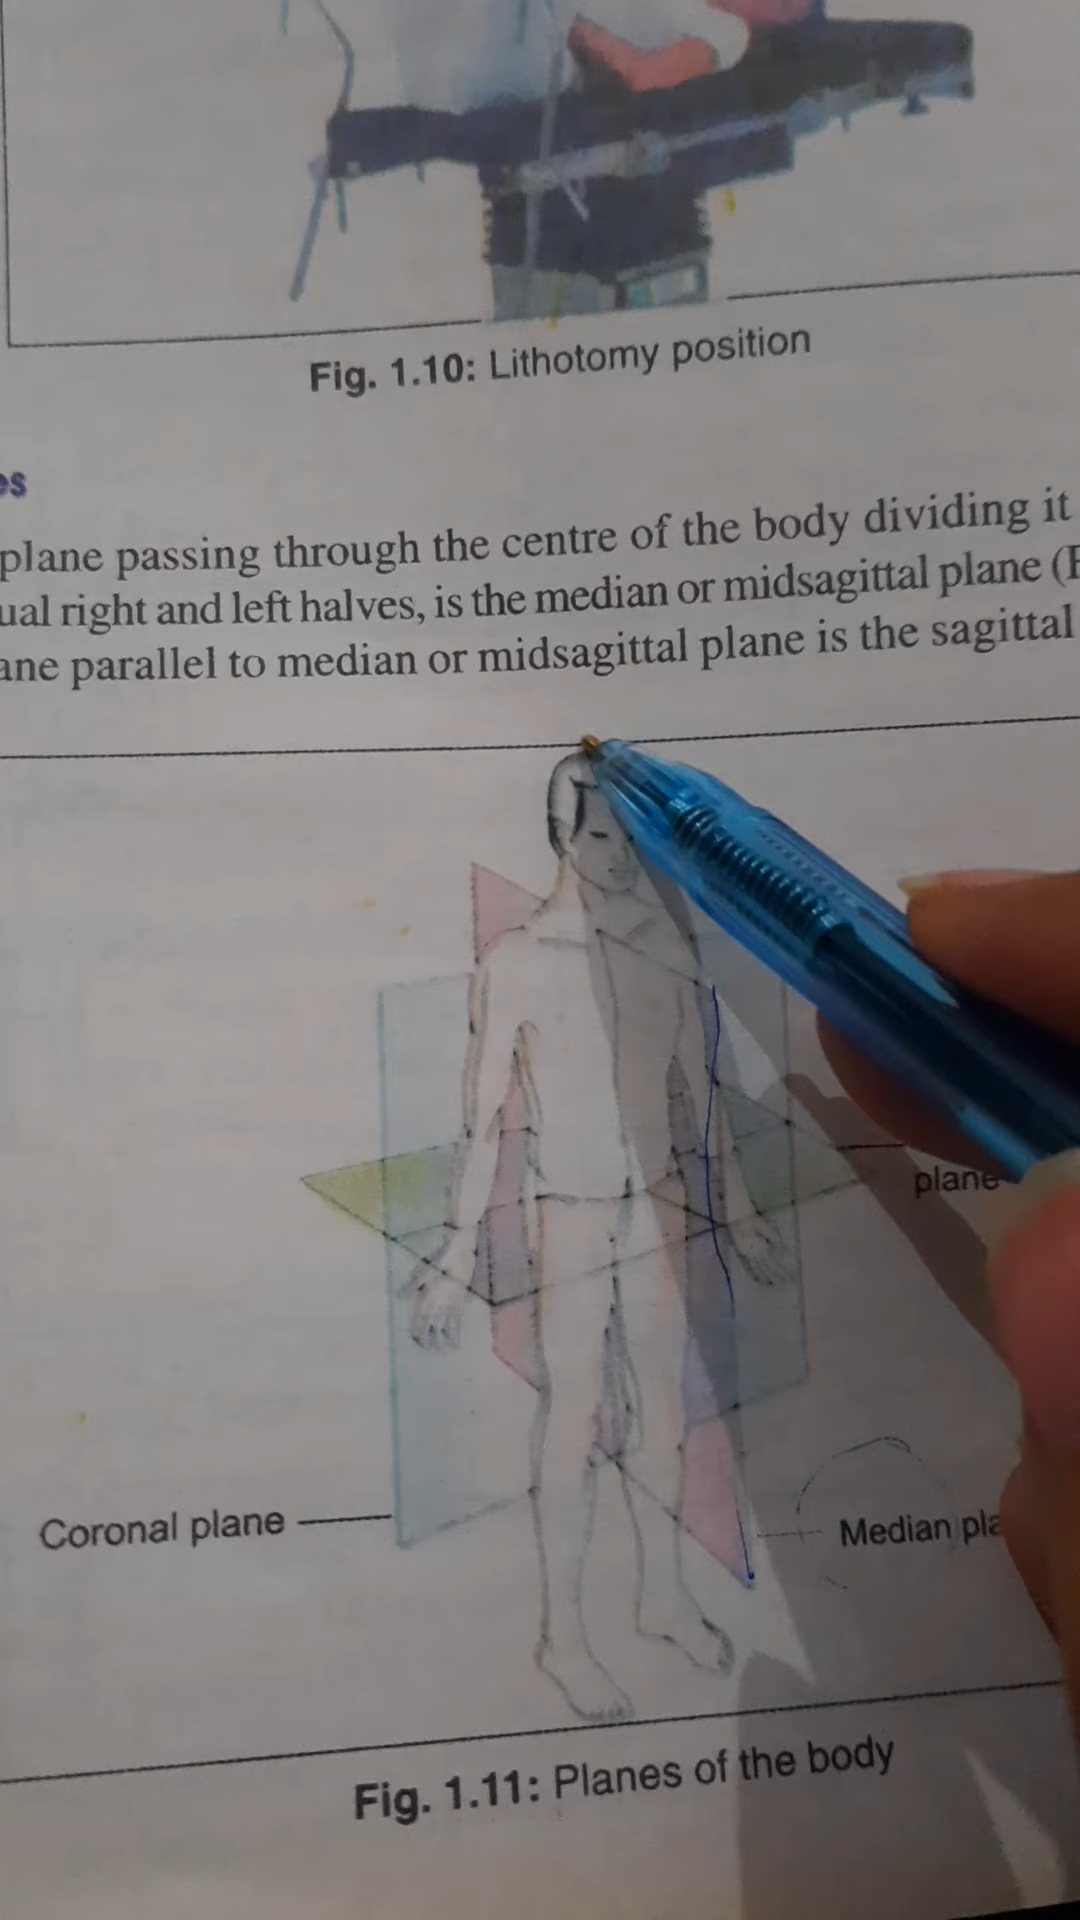 Fig. 1.10: Lithotomy position
es
plane passing through the centre of the body dividing it
ual right and left halves, is the median or midsagittal plane (F
ane parallel to median or midsagittal plane is the sagittal
plane
Coronal plane
Median pla
Fig. 1.11: Planes of the body